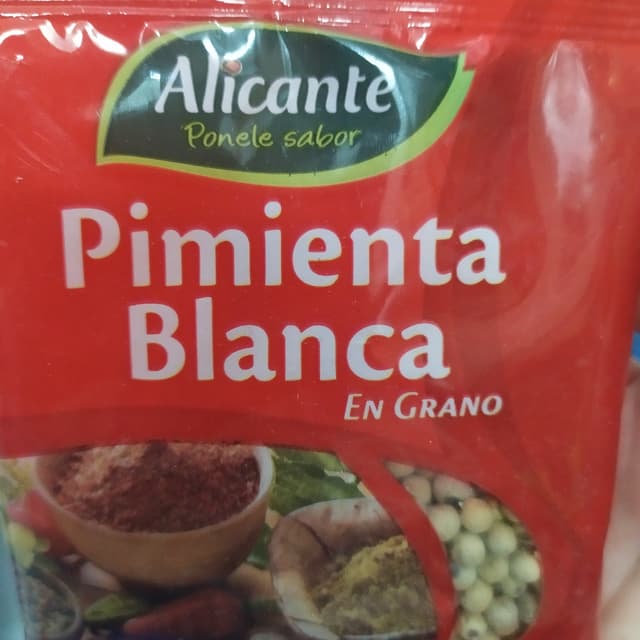 Alicante
Ponele sabor
Pimienta
Blanca
EN GRANO